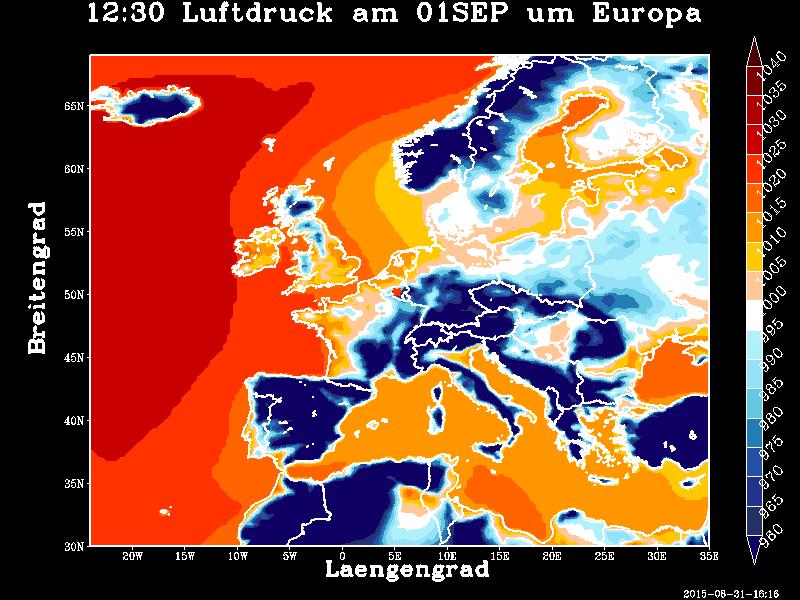 12:30 Luftdruck am 01SEP um Europa
65N
60N
55N
50N
45N
40N
35N
30N
Breitengrad
20W 15W 10W 5W 0 5E 10E 15E 20E 25E 30E 35E
Laengengrad
1040
1035
1030
1025
1020
1015
1010
1005
1000
995
990
985
980
975
970
965
960
2015-08-31-16:16